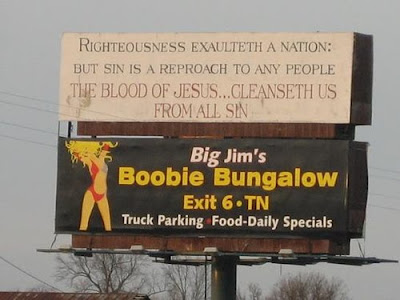 RIGHTEOUSNESS EXAULTETH A NATION:
BUT SIN IS A REPROACH TO ANY PEOPLE
THE BLOOD OF JESUS...CLEANSETH US
FROM ALL SIN
Big Jim's
Boobie Bungalow
Exit 6 • TN
Truck Parking • Food-Daily Specials